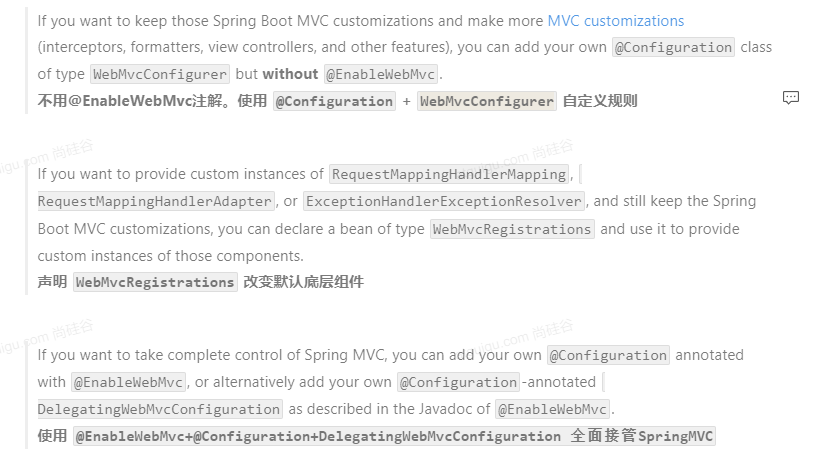 If you want to keep those Spring Boot MVC customizations and make more MVC customizations
(interceptors, formatters, view controllers, and other features), you can add your own @Configuration class
of type WebMvcConfigurer but without @EnableWebMvc.
不用@EnableWebMvc注解。使用 @Configuration + WebMvcConfigurer 自定义规则
If you want to provide custom instances of RequestMappingHandlerMapping,
RequestMappingHandlerAdapter, or ExceptionHandlerExceptionResolver, and still keep the Spring
Boot MVC customizations, you can declare a bean of type WebMvcRegistrations and use it to provide
custom instances of those components.
声明 WebMvcRegistrations 改变默认底层组件
If you want to take complete control of Spring MVC, you can add your own @Configuration annotated
with @EnableWebMvc, or alternatively add your own @Configuration-annotated
DelegatingWebMvcConfiguration as described in the Javadoc of @EnableWebMvc.
使用 @EnableWebMvc+@Configuration+DelegatingWebMvcConfiguration 全面接管SpringMVC